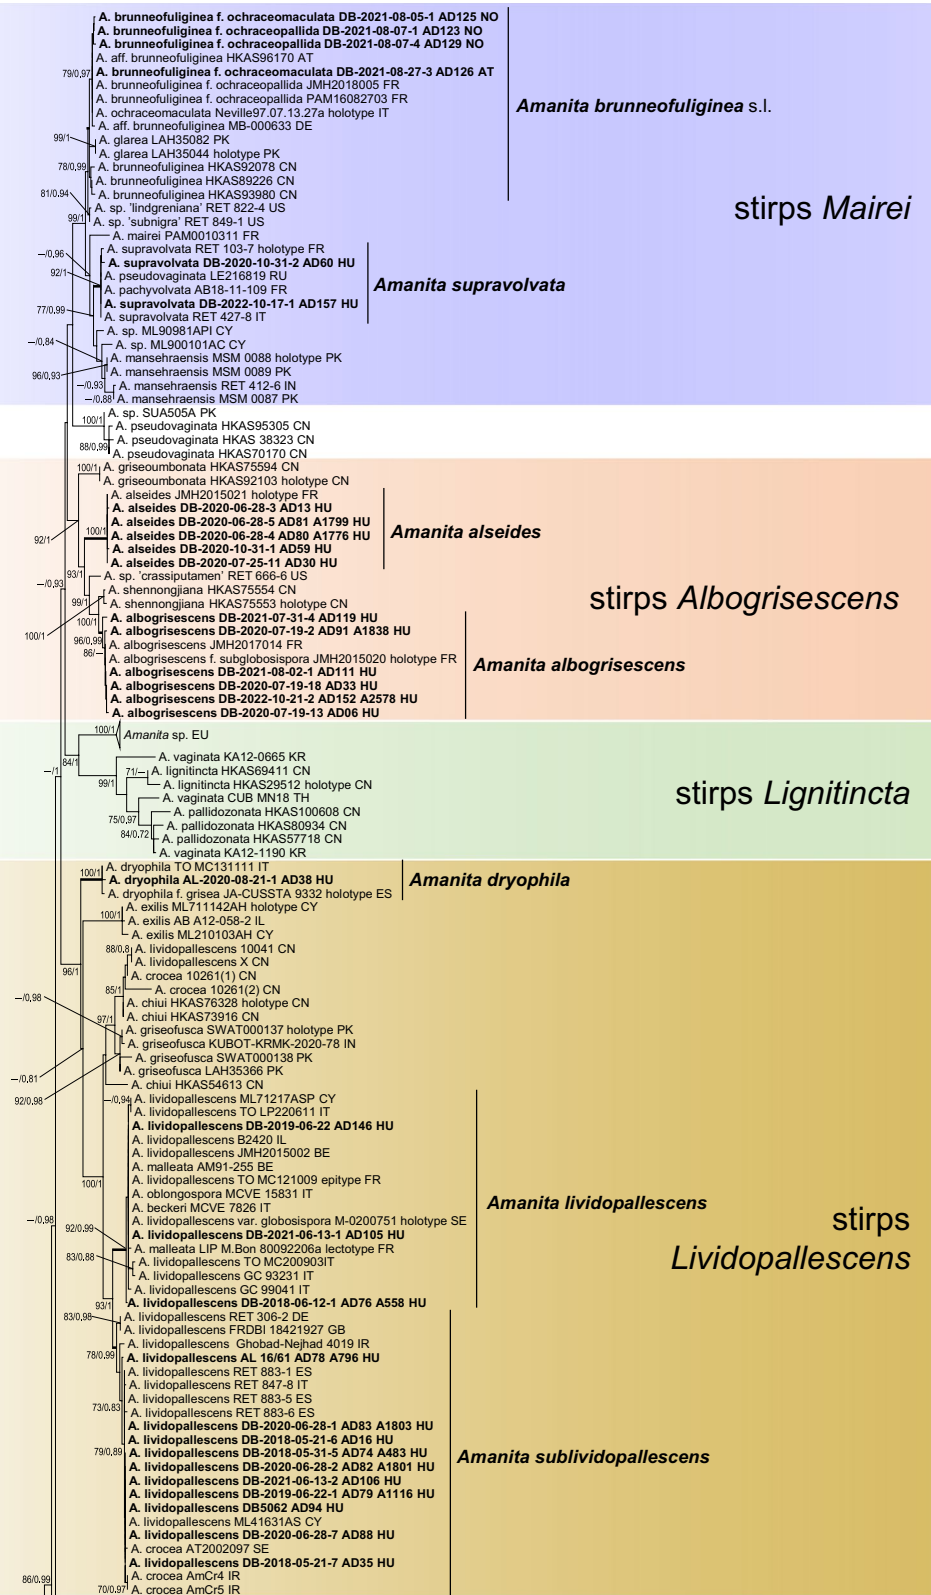 A. brunneofuliginea f. ochraceomaculata DB-2021-08-05-1 AD125 NO
A. brunneofuliginea f. ochraceopallida DB-2021-08-07-1 AD123 NO
A. brunneofuliginea f. ochraceopallida DB-2021-08-07-4 AD129 NO
A. aff. brunneofuliginea HKAS96170 AT
79/0,97
A. brunneofuliginea f. ochraceomaculata DB-2021-08-27-3 AD126 AT
A. brunneofuliginea f. ochraceopallida JMH2018005 FR
A. brunneofuliginea f. ochraceopallida PAM16082703 FR
Amanita brunneofuliginea s.l.
A. ochraceomaculata Neville97.07.13.27a holotype IT
A. aff. brunneofuliginea MB-000633 DE
99/1
A. glarea LAH35082 PK
A. glarea LAH35044 holotype PK
78/0,99
A. brunneofuliginea HKAS92078 CN
A. brunneofuliginea HKAS89226 CN
81/0.94
A. brunneofuliginea HKAS93980 CN
A. sp. 'lindgreniana' RET 822-4 US
stirps Mairei
99/1
A. sp. 'subnigra' RET 849-1 US
A. mairei PAM0010311 FR
–/0,96
A. supravolvata RET 103-7 holotype FR
A. supravolvata DB-2020-10-31-2 AD60 HU
92/1
A. pseudovaginata LE216819 RU
Amanita supravolvata
A. pachyvolvata AB18-11-109 FR
A. supravolvata DB-2022-10-17-1 AD157 HU
77/0,99
A. supravolvata RET 427-8 IT
A. sp. ML90981API CY
–/0,84
A. sp. ML900101AC CY
A. mansehraensis MSM 0088 holotype PK
96/0,93
A. mansehraensis MSM 0089 PK
–/0,93
A. mansehraensis RET 412-6 IN
–/0.88
A. mansehraensis MSM 0087 PK
A. sp. SUA505A PK
100/1
A. pseudovaginata HKAS95305 CN
A. pseudovaginata HKAS 38323 CN
88/0,99
A. pseudovaginata HKAS70170 CN
100/1
A. griseoumbonata HKAS75594 CN
A. griseoumbonata HKAS92103 holotype CN
A. alseides JMH2015021 holotype FR
A. alseides DB-2020-06-28-3 AD13 HU
A. alseides DB-2020-06-28-5 AD81 A1799 HU
100/1
Amanita alseides
A. alseides DB-2020-06-28-4 AD80 A1776 HU
92/1
A. alseides DB-2020-10-31-1 AD59 HU
A. alseides DB-2020-07-25-11 AD30 HU
93/1
A. sp. 'crassiputamen' RET 666-6 US
–/0,93
A. shennongjiana HKAS75554 CN
stirps Albogrisescens
99/1
A. shennongjiana HKAS75553 holotype CN
100/1
A. albogrisescens DB-2021-07-31-4 AD119 HU
100/1
A. albogrisescens DB-2020-07-19-2 AD91 A1838 HU
96/0,99
A. albogrisescens JMH2017014 FR
86/–
A. albogrisescens f. subglobosispora JMH2015020 holotype FR
Amanita albogrisescens
A. albogrisescens DB-2021-08-02-1 AD111 HU
A. albogrisescens DB-2020-07-19-18 AD33 HU
A. albogrisescens DB-2022-10-21-2 AD152 A2578 HU
A. albogrisescens DB-2020-07-19-13 AD06 HU
100/1
Amanita sp. EU
84/1
A. vaginata KA12-0665 KR
–/1
71/–
A. lignitincta HKAS69411 CN
99/1
A. lignitincta HKAS29512 holotype CN
stirps Lignitincta
A. vaginata CUB MN18 TH
A. pallidozonata HKAS100608 CN
75/0,97
A. pallidozonata HKAS80934 CN
84/0.72
A. pallidozonata HKAS57718 CN
A. vaginata KA12-1190 KR
A. dryophila TO MC131111 IT
100/1
A. dryophila AL-2020-08-21-1 AD38 HU
Amanita dryophila
A. dryophila f. grisea JA-CUSSTA 9332 holotype ES
A. exilis ML711142AH holotype CY
100/1
A. exilis AB A12-058-2 IL
A. exilis ML210103AH CY
88/0.8
A. lividopallescens 10041 CN
A. lividopallescens X CN
96/1
A. crocea 10261(1) CN
85/1
A. crocea 10261(2) CN
–/0,98
A. chiui HKAS76328 holotype CN
97/1
A. chiui HKAS73916 CN
A. griseofusca SWAT000137 holotype PK
A. griseofusca KUBOT-KRMK-2020-78 IN
A. griseofusca SWAT000138 PK
–/0,81
A. griseofusca LAH35366 PK
A. chiui HKAS54613 CN
92/0,98
–/0,94
A. lividopallescens ML71217ASP CY
A. lividopallescens TO LP220611 IT
A. lividopallescens DB-2019-06-22 AD146 HU
A. lividopallescens B2420 IL
A. lividopallescens JMH2015002 BE
A. malleata AM91-255 BE
100/1
A. lividopallescens TO MC121009 epitype FR
A. oblongospora MCVE 15831 IT
Amanita lividopallescens
A. beckeri MCVE 7826 IT
–/0,98
A. lividopallescens var. globosispora M-0200751 holotype SE
stirps
92/0,99
A. lividopallescens DB-2021-06-13-1 AD105 HU
A. malleata LIP M.Bon 80092206a lectotype FR
Lividopallescens
83/0,88
A. lividopallescens TO MC200903IT
A. lividopallescens GC 93231 IT
A. lividopallescens GC 99041 IT
93/1
A. lividopallescens DB-2018-06-12-1 AD76 A558 HU
83/0,98
A. lividopallescens RET 306-2 DE
A. lividopallescens FRDBI 18421927 GB
A. lividopallescens Ghobad-Nejhad 4019 IR
78/0,99
A. lividopallescens AL 16/61 AD78 A796 HU
A. lividopallescens RET 883-1 ES
A. lividopallescens RET 847-8 IT
A. lividopallescens RET 883-5 ES
73/0.83
A. lividopallescens RET 883-6 ES
A. lividopallescens DB-2020-06-28-1 AD83 A1803 HU
A. lividopallescens DB-2018-05-21-6 AD16 HU
79/0,89
A. lividopallescens DB-2018-05-31-5 AD74 A483 HU
Amanita sublividopallescens
A. lividopallescens DB-2020-06-28-2 AD82 A1801 HU
A. lividopallescens DB-2021-06-13-2 AD106 HU
A. lividopallescens DB-2019-06-22-1 AD79 A1116 HU
A. lividopallescens DB5062 AD94 HU
A. lividopallescens ML41631AS CY
A. lividopallescens DB-2020-06-28-7 AD88 HU
A. crocea AT2002097 SE
A. lividopallescens DB-2018-05-21-7 AD35 HU
86/0.99
A. crocea AmCr4 IR
70/0.97
A. crocea AmCr5 IR